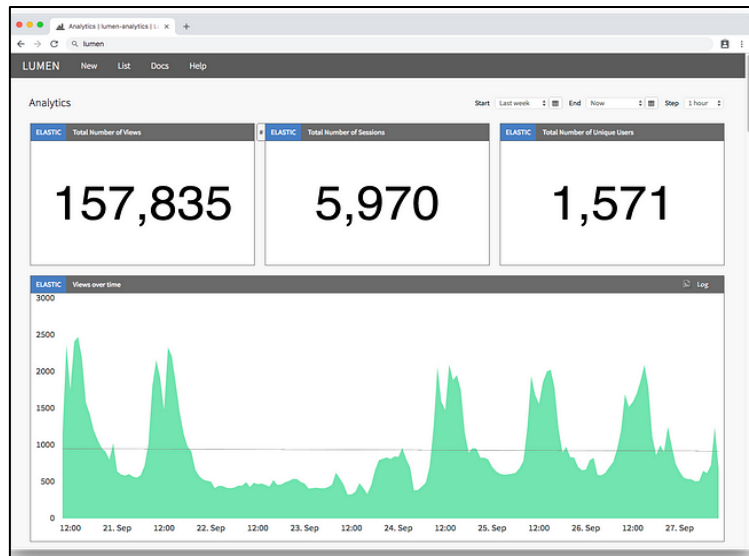 Analytics | lumen-analytics | Lu
lumen
LUMEN New List Docs Help
Analytics
Start Last week End Now Step 1 hour
ELASTIC Total Number of Views
157,835
#
ELASTIC Total Number of Sessions
5,970
ELASTIC Total Number of Unique Users
1,571
ELASTIC Views over time Log
3000
2500
2000
1500
1000
500
0
12:00 21. Sep 12:00 22. Sep 12:00 23. Sep 12:00 24. Sep 12:00 25. Sep 12:00 26. Sep 12:00 27. Sep